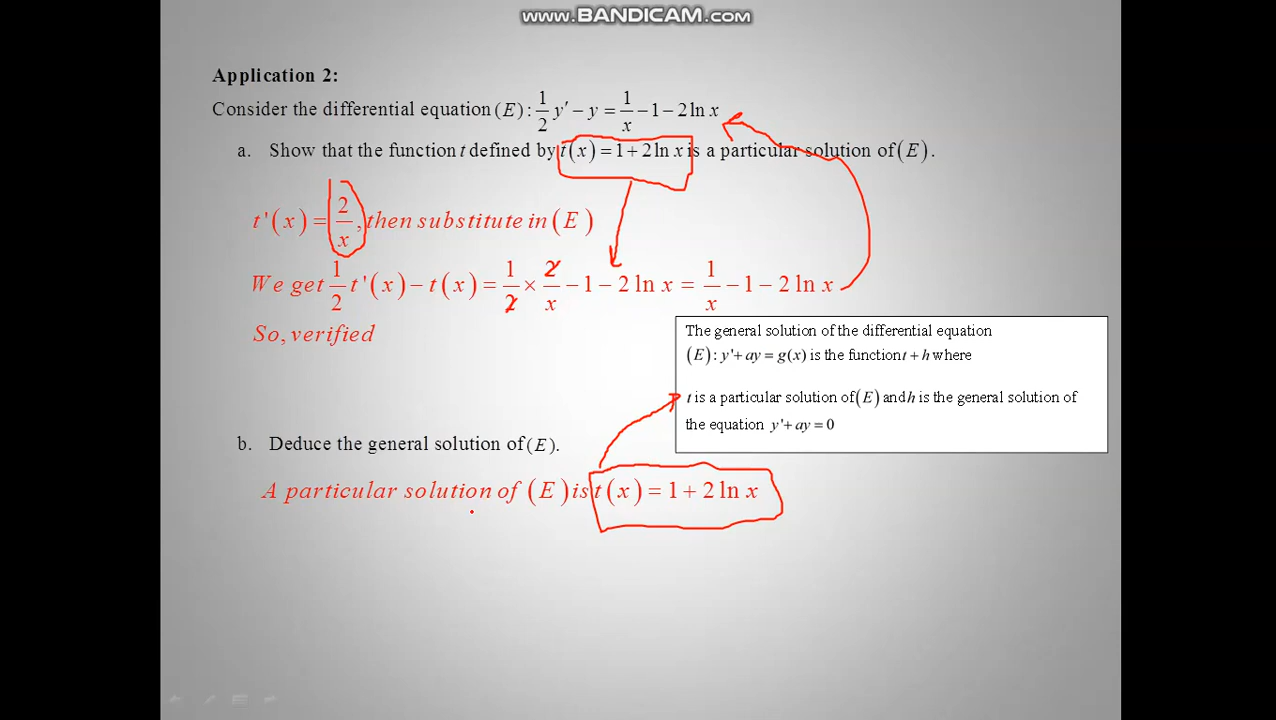 www.BANDICAM.com
Application 2:
Consider the differential equation (E): 1/2 y' − y = 1/x − 1 − 2 ln x
a. Show that the function t defined by t(x) = 1 + 2 ln x is a particular solution of (E).
t'(x) = 2/x, then substitute in (E)
We get 1/2 t'(x) − t(x) = 1/2 × 2/x − 1 − 2 ln x = 1/x − 1 − 2 ln x
So, verified
The general solution of the differential equation
(E): y'+ ay = g(x) is the function t + h where
t is a particular solution of (E) and h is the general solution of
the equation y'+ ay = 0
b. Deduce the general solution of (E).
A particular solution of (E) is t(x) = 1 + 2 ln x